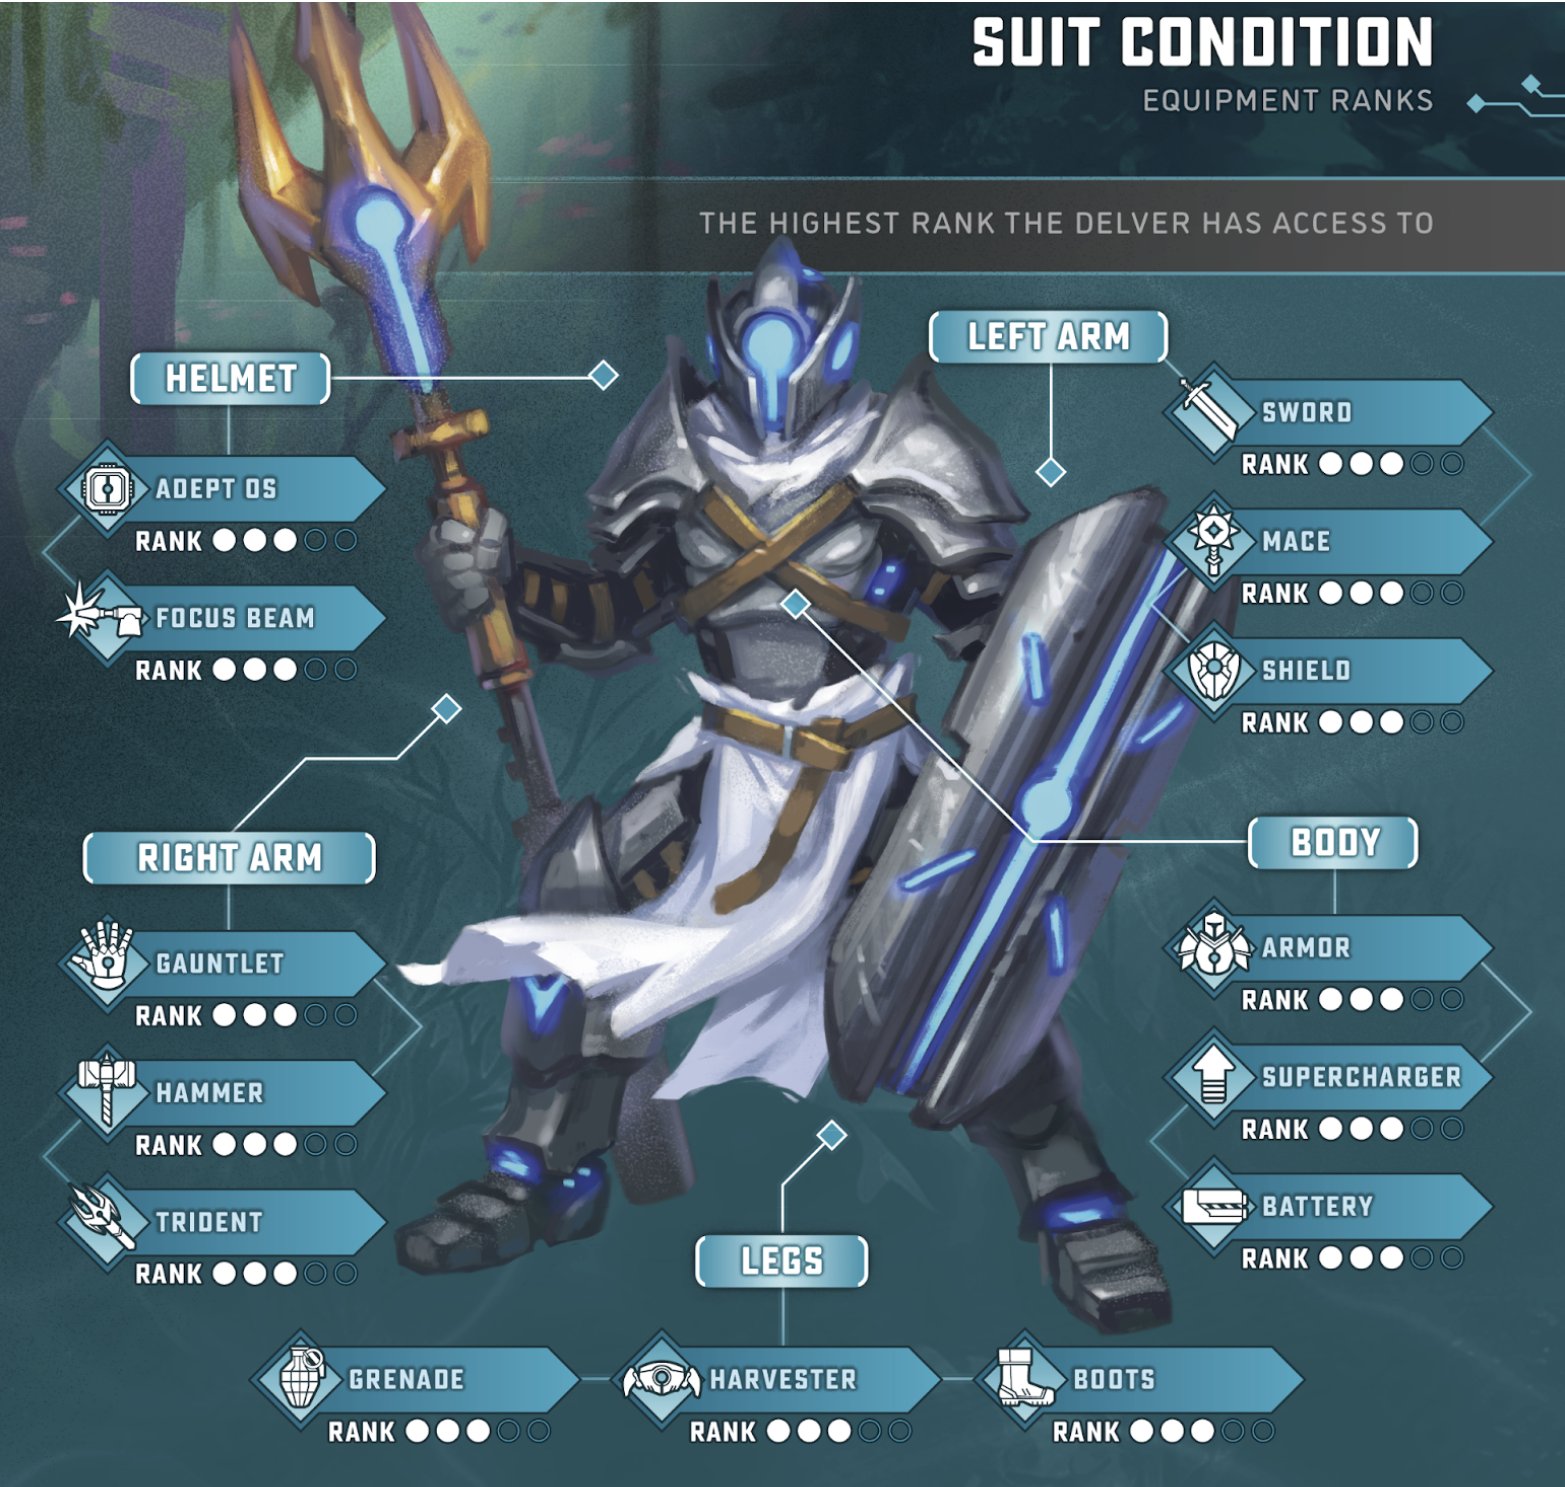 SUIT CONDITION
EQUIPMENT RANKS
THE HIGHEST RANK THE DELVER HAS ACCESS TO
HELMET
ADEPT OS
RANK
FOCUS BEAM
RANK
LEFT ARM
SWORD
RANK
MACE
RANK
SHIELD
RANK
RIGHT ARM
GAUNTLET
RANK
HAMMER
RANK
TRIDENT
RANK
BODY
ARMOR
RANK
SUPERCHARGER
RANK
BATTERY
RANK
LEGS
GRENADE
RANK
HARVESTER
RANK
BOOTS
RANK